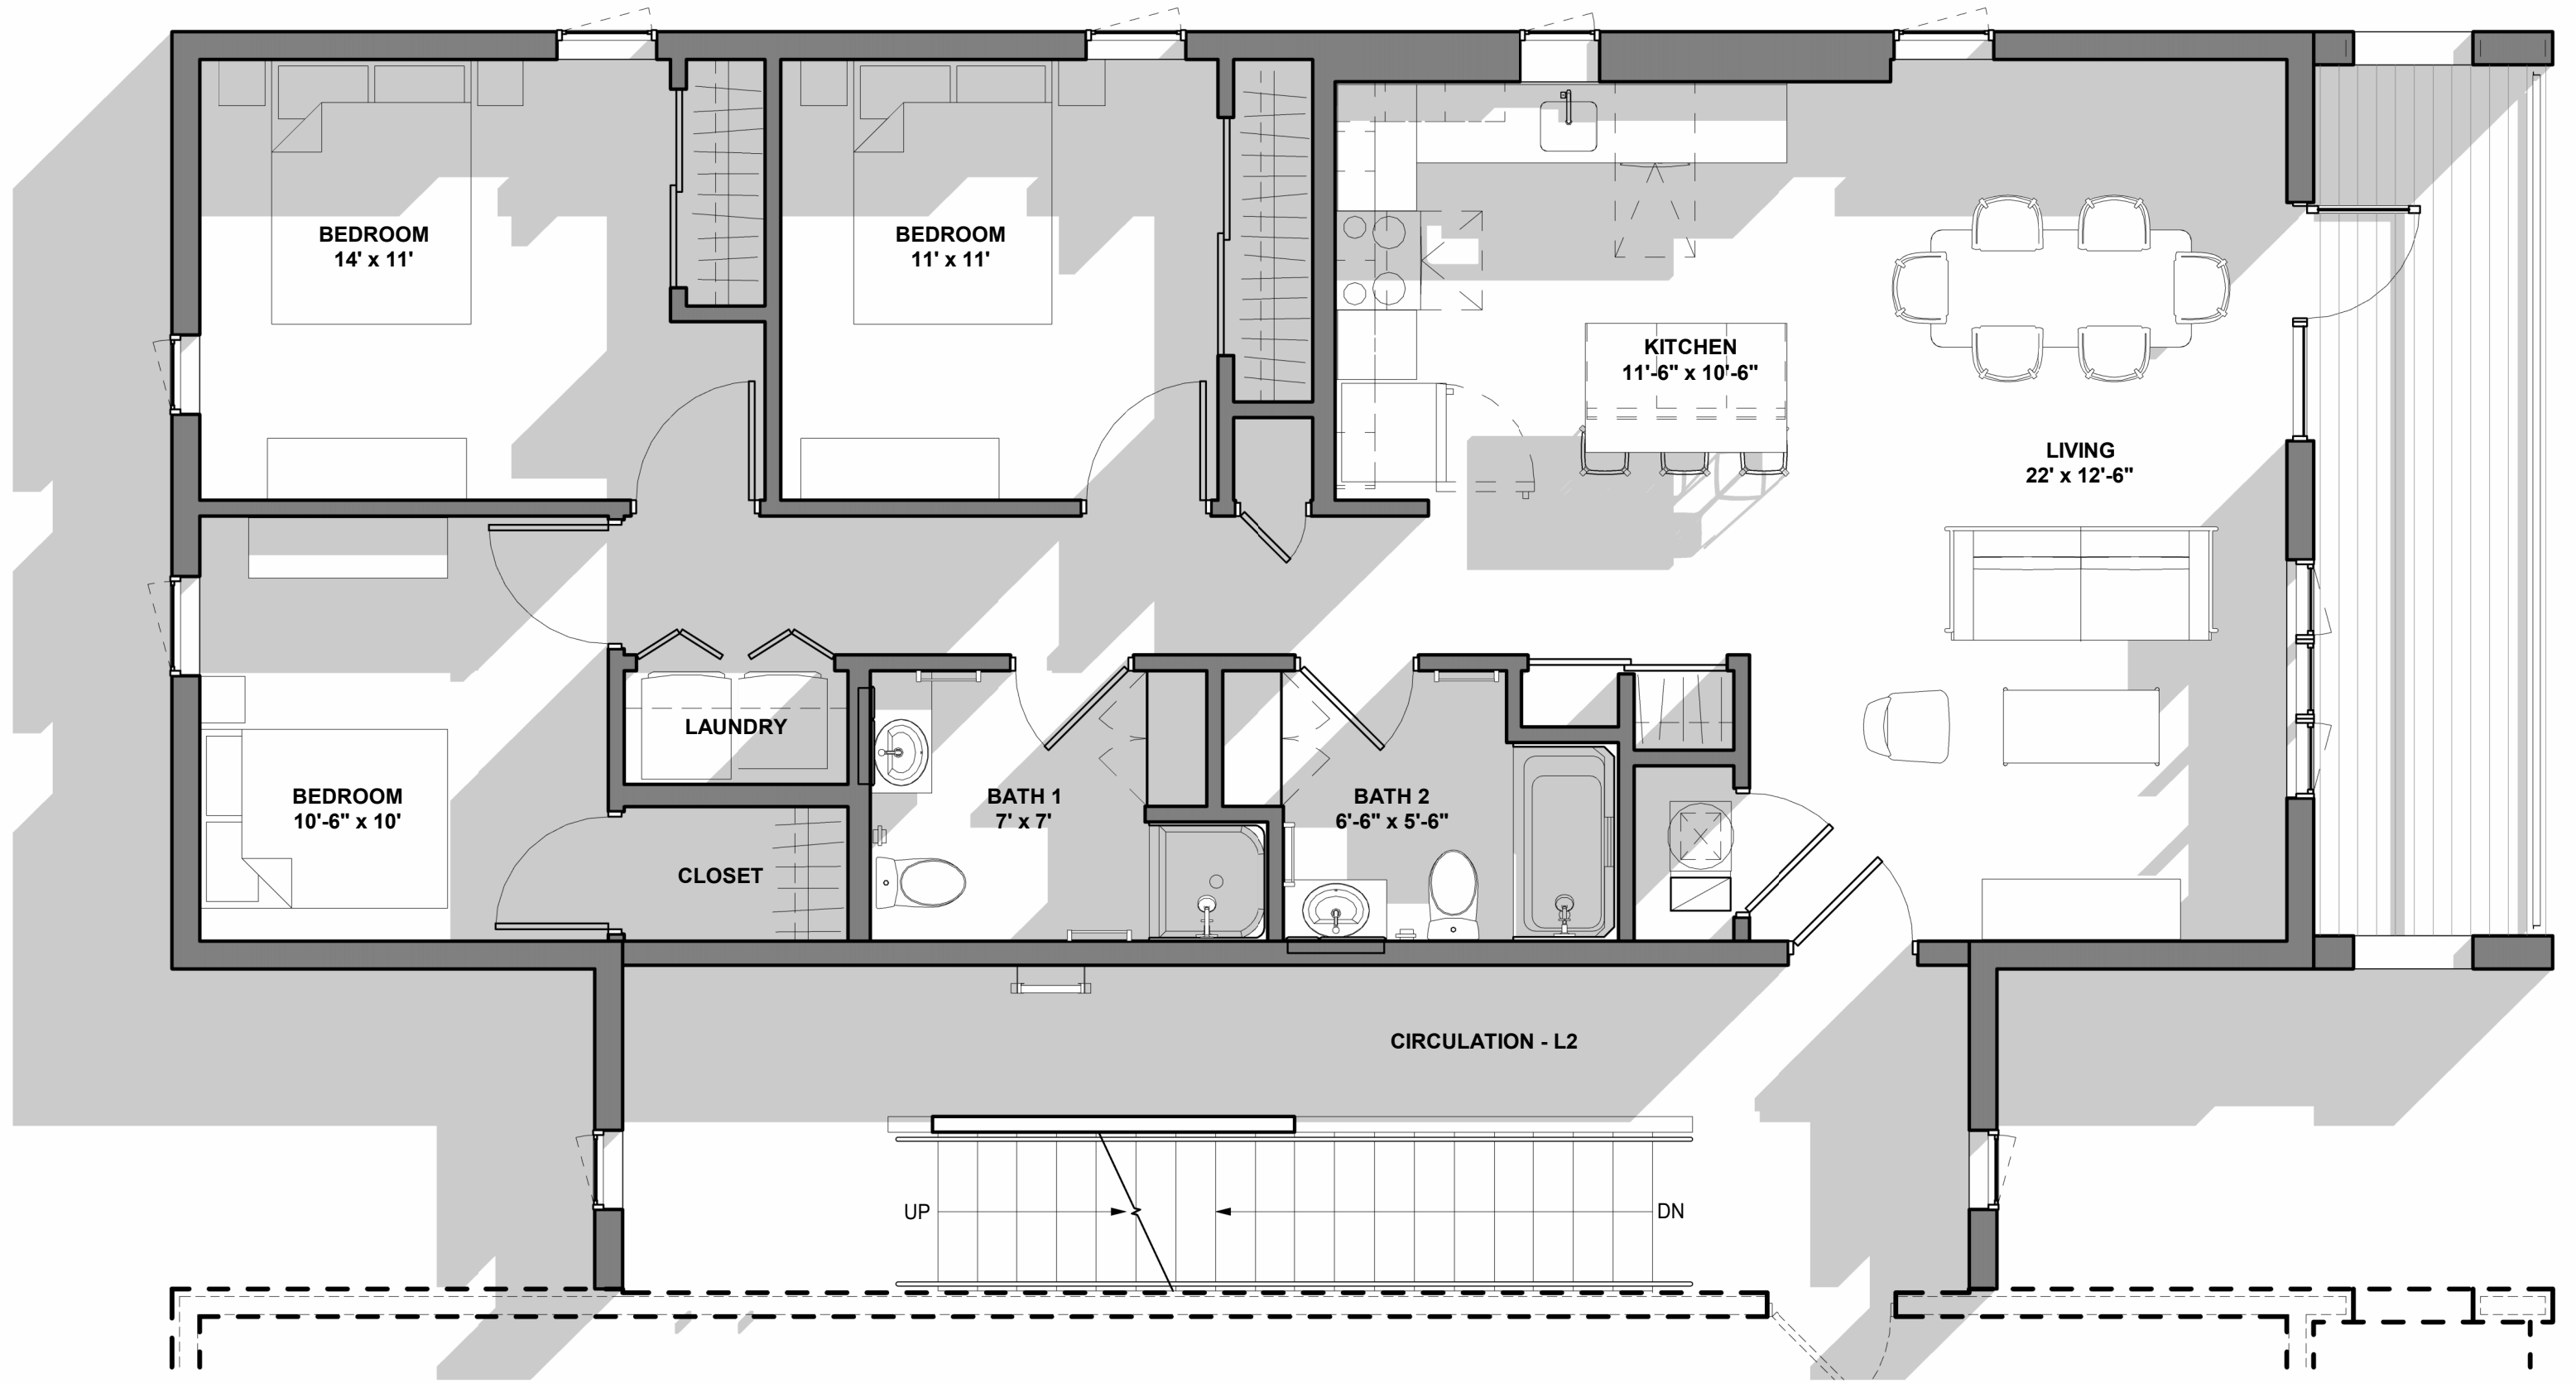 BEDROOM
14' x 11'
BEDROOM
11' x 11'
KITCHEN
11'-6" x 10'-6"
LIVING
22' x 12'-6"
LAUNDRY
BEDROOM
10'-6" x 10'
BATH 1
7' x 7'
BATH 2
6'-6" x 5'-6"
CLOSET
CIRCULATION - L2
UP
DN